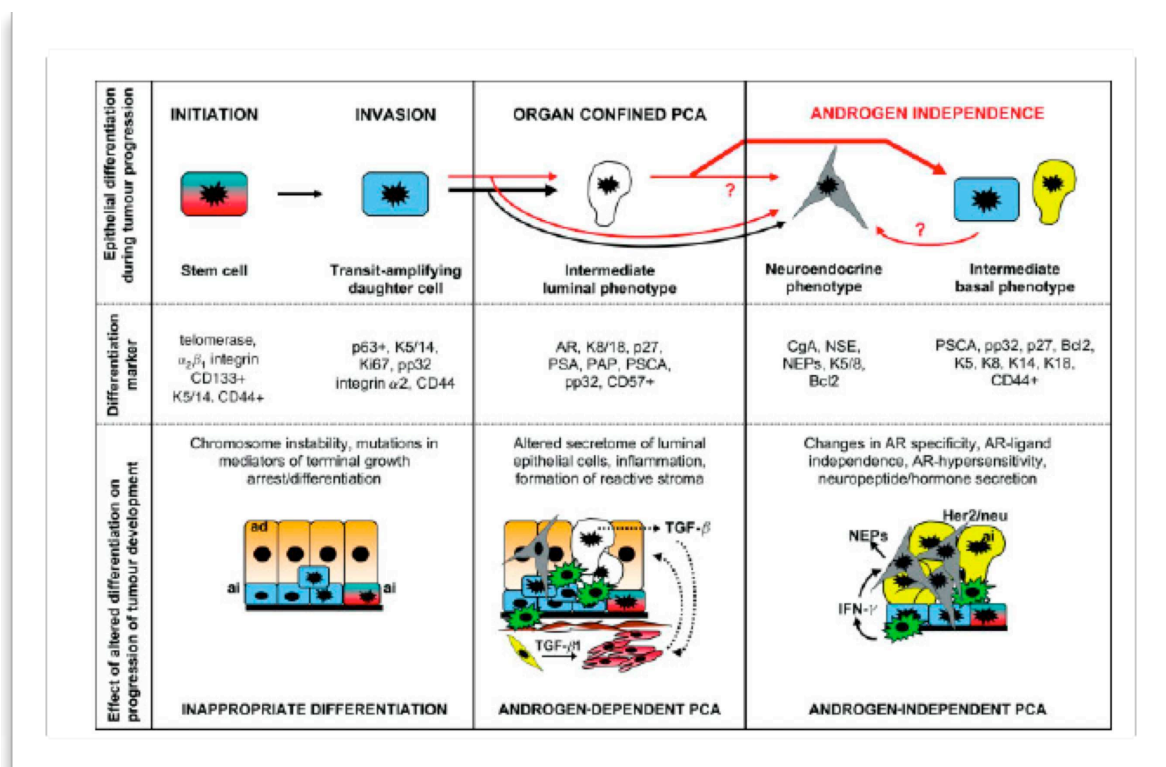 Epithelial differentiation
during tumour progression
INITIATION
INVASION
ORGAN CONFINED PCA
ANDROGEN INDEPENDENCE
?
?
Stem cell
Transit-amplifying
daughter cell
Intermediate
luminal phenotype
Neuroendocrine
phenotype
Intermediate
basal phenotype
Differentiation
marker
telomerase,
α2β1 integrin
CD133+
K5/14, CD44+
p63+, K5/14,
Ki67, pp32
integrin α2, CD44
AR, K8/18, p27,
PSA, PAP, PSCA,
pp32, CD57+
CgA, NSE,
NEPs, K5/8,
Bcl2
PSCA, pp32, p27, Bcl2,
K5, K8, K14, K18,
CD44+
Effect of altered differentiation on
progression of tumour development
Chromosome instability, mutations in
mediators of terminal growth
arrest/differentiation
ad
ai
ai
INAPPROPRIATE DIFFERENTIATION
Altered secretome of luminal
epithelial cells, inflammation,
formation of reactive stroma
TGF-β
TGF-β1
ANDROGEN-DEPENDENT PCA
Changes in AR specificity, AR-ligand
independence, AR-hypersensitivity,
neuropeptide/hormone secretion
Her2/neu
NEPs
ai
IFN-γ
ANDROGEN-INDEPENDENT PCA